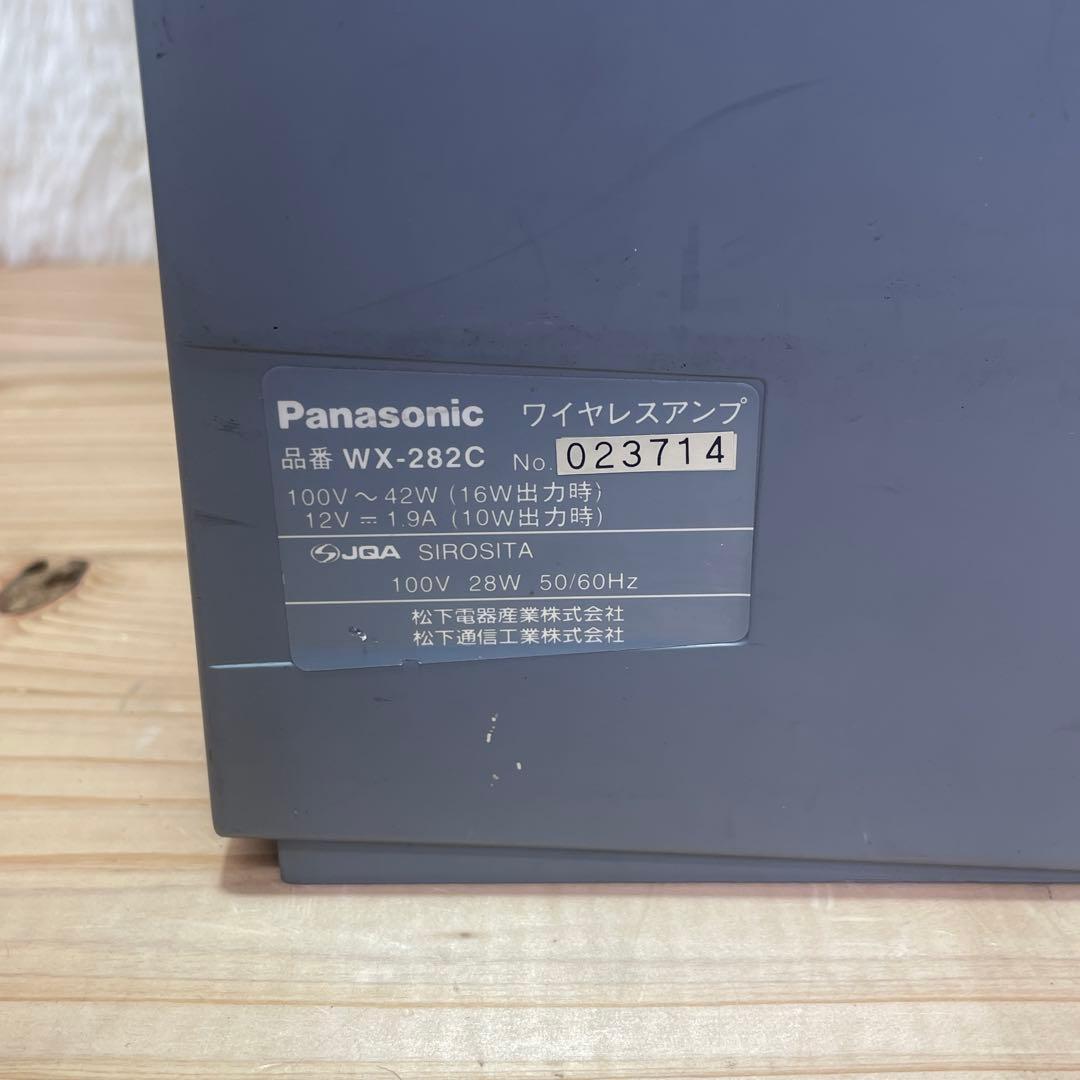 Panasonic ワイヤレスアンプ
品番 WX-282C No. 023714
100V～42W (16W出力時)
12V⎓1.9A (10W出力時)
JQA SIROSITA
100V 28W 50/60Hz
松下電器産業株式会社
松下通信工業株式会社